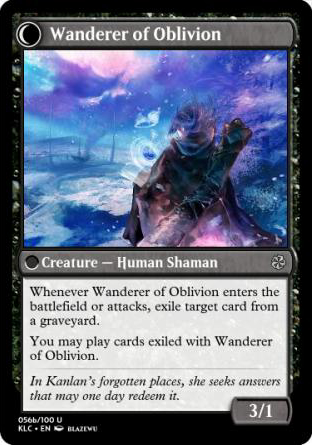 Wanderer of Oblivion
Creature — Human Shaman
Whenever Wanderer of Oblivion enters the
battlefield or attacks, exile target card from
a graveyard.
You may play cards exiled with Wanderer
of Oblivion.
In Kanlan's forgotten places, she seeks answers
that may one day redeem it.
3/1
056b/100 U
KLC • EN BLAZEWU